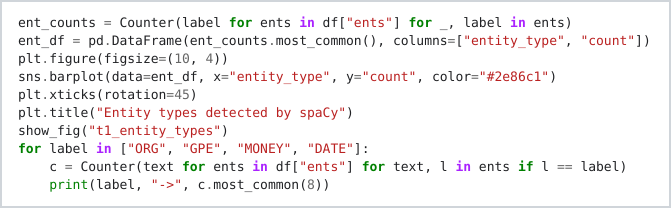 ent_counts = Counter(label for ents in df["ents"] for _, label in ents)
ent_df = pd.DataFrame(ent_counts.most_common(), columns=["entity_type", "count"])
plt.figure(figsize=(10, 4))
sns.barplot(data=ent_df, x="entity_type", y="count", color="#2e86c1")
plt.xticks(rotation=45)
plt.title("Entity types detected by spaCy")
show_fig("t1_entity_types")
for label in ["ORG", "GPE", "MONEY", "DATE"]:
    c = Counter(text for ents in df["ents"] for text, l in ents if l == label)
    print(label, "->", c.most_common(8))